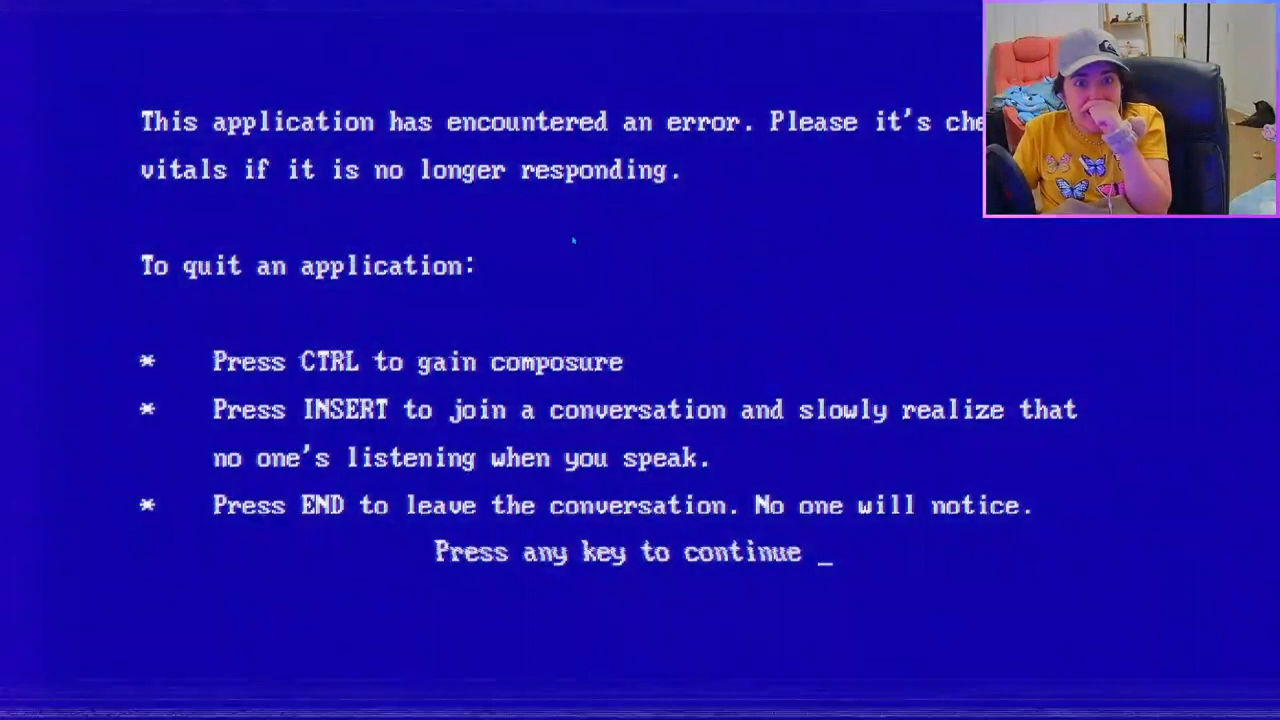 This application has encountered an error. Please it's che
vitals if it is no longer responding.
To quit an application:
* Press CTRL to gain composure
* Press INSERT to join a conversation and slowly realize that
no one's listening when you speak.
* Press END to leave the conversation. No one will notice.
Press any key to continue _